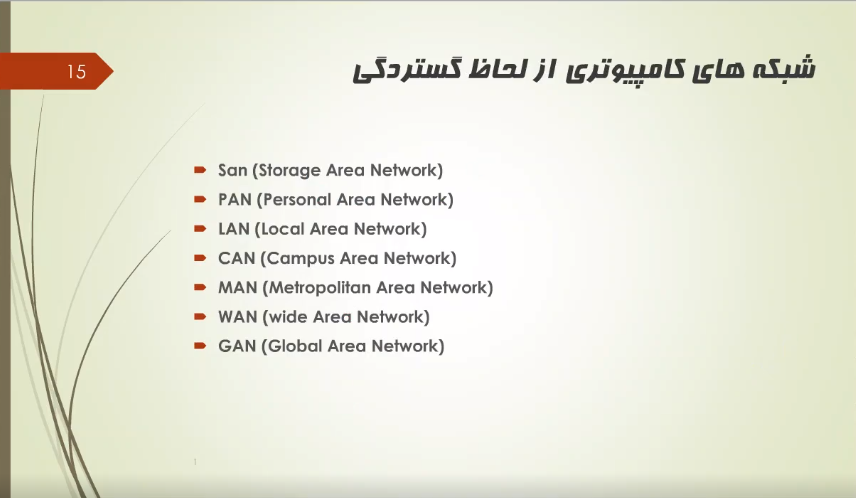 15
شبکه های کامپیوتری از لحاظ گستردگی
San (Storage Area Network)
PAN (Personal Area Network)
LAN (Local Area Network)
CAN (Campus Area Network)
MAN (Metropolitan Area Network)
WAN (wide Area Network)
GAN (Global Area Network)